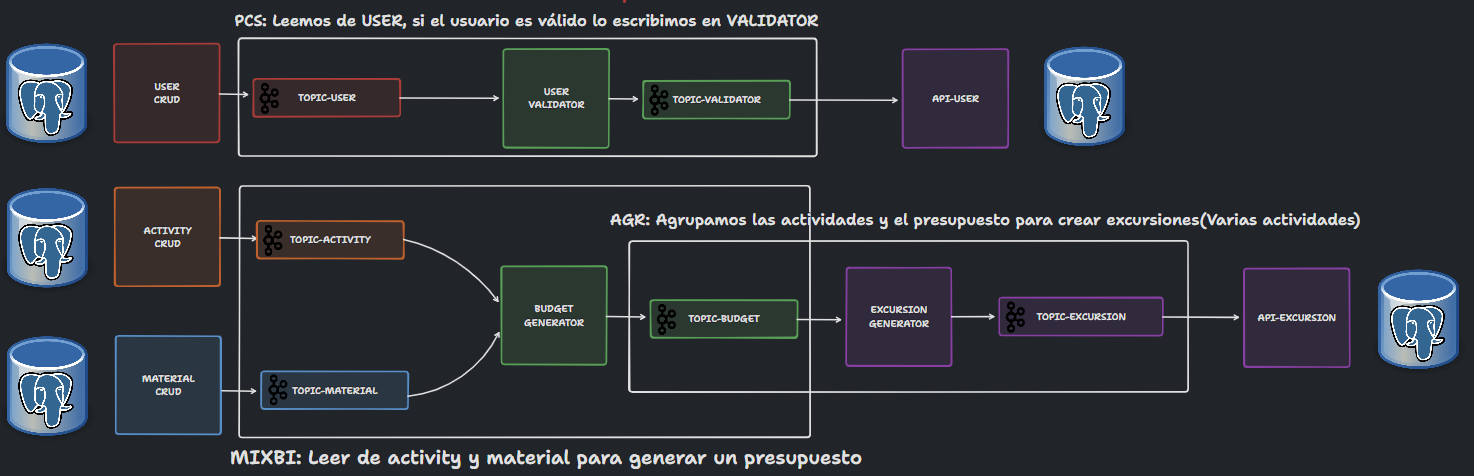 PCS: Leemos de USER, si el usuario es válido lo escribimos en VALIDATOR
USER
CRUD
TOPIC-USER
USER
VALIDATOR
TOPIC-VALIDATOR
API-USER
ACTIVITY
CRUD
TOPIC-ACTIVITY
AGR: Agrupamos las actividades y el presupuesto para crear excursiones(Varias actividades)
BUDGET
GENERATOR
TOPIC-BUDGET
EXCURSION
GENERATOR
TOPIC-EXCURSION
API-EXCURSION
MATERIAL
CRUD
TOPIC-MATERIAL
MIXBI: Leer de activity y material para generar un presupuesto